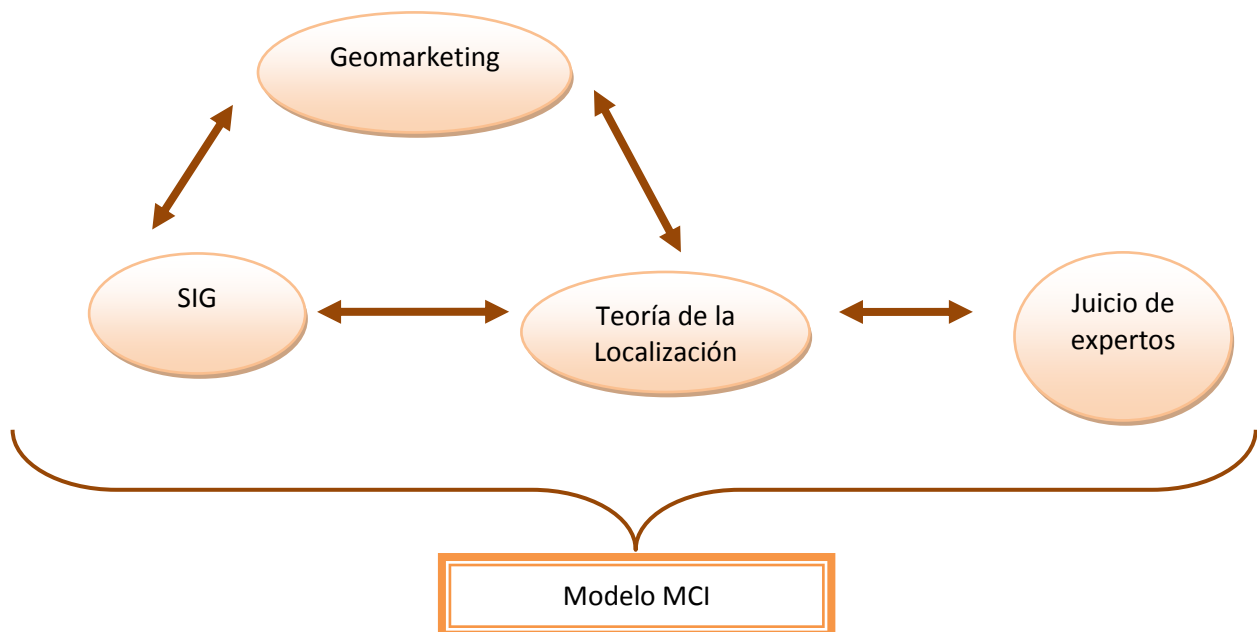 Geomarketing
SIG
Teoría de la
Localización
Juicio de
expertos
Modelo MCI